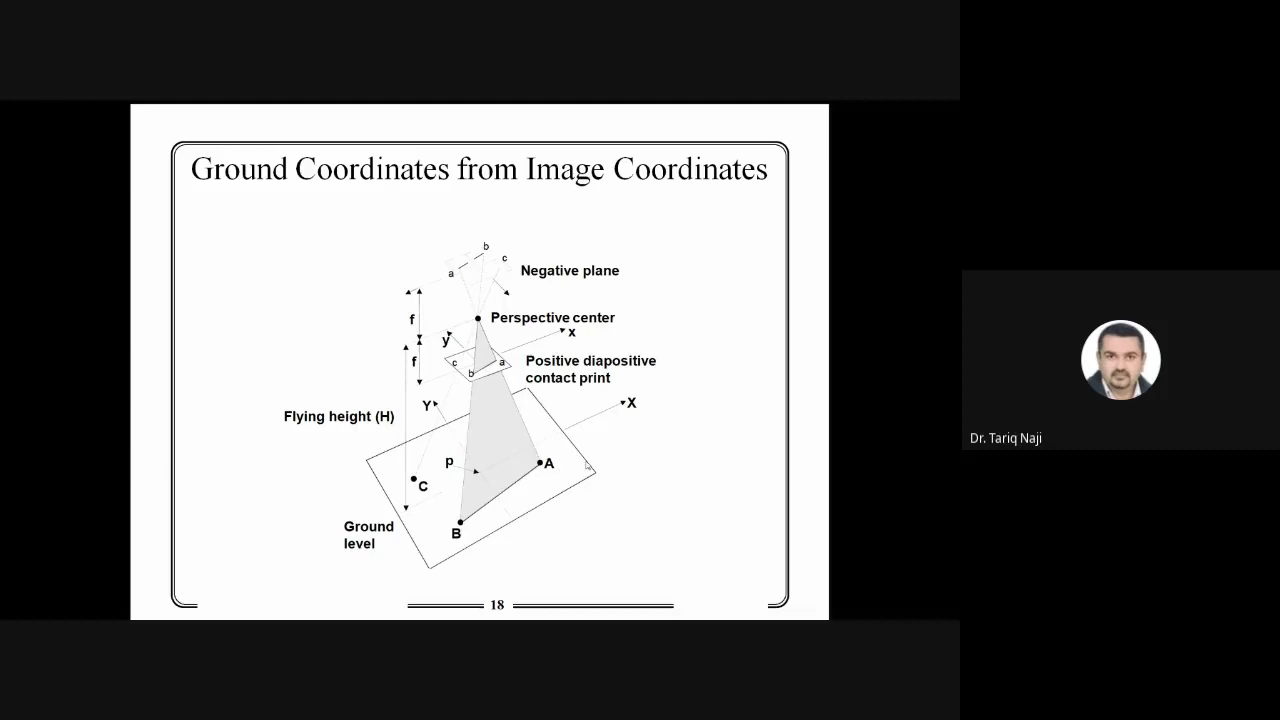 Ground Coordinates from Image Coordinates
b
c
a
Negative plane
f
Perspective center
y
x
f
c
a
b
Positive diapositive
contact print
Y
X
Flying height (H)
p
A
C
B
Ground
level
18
Dr. Tariq Naji